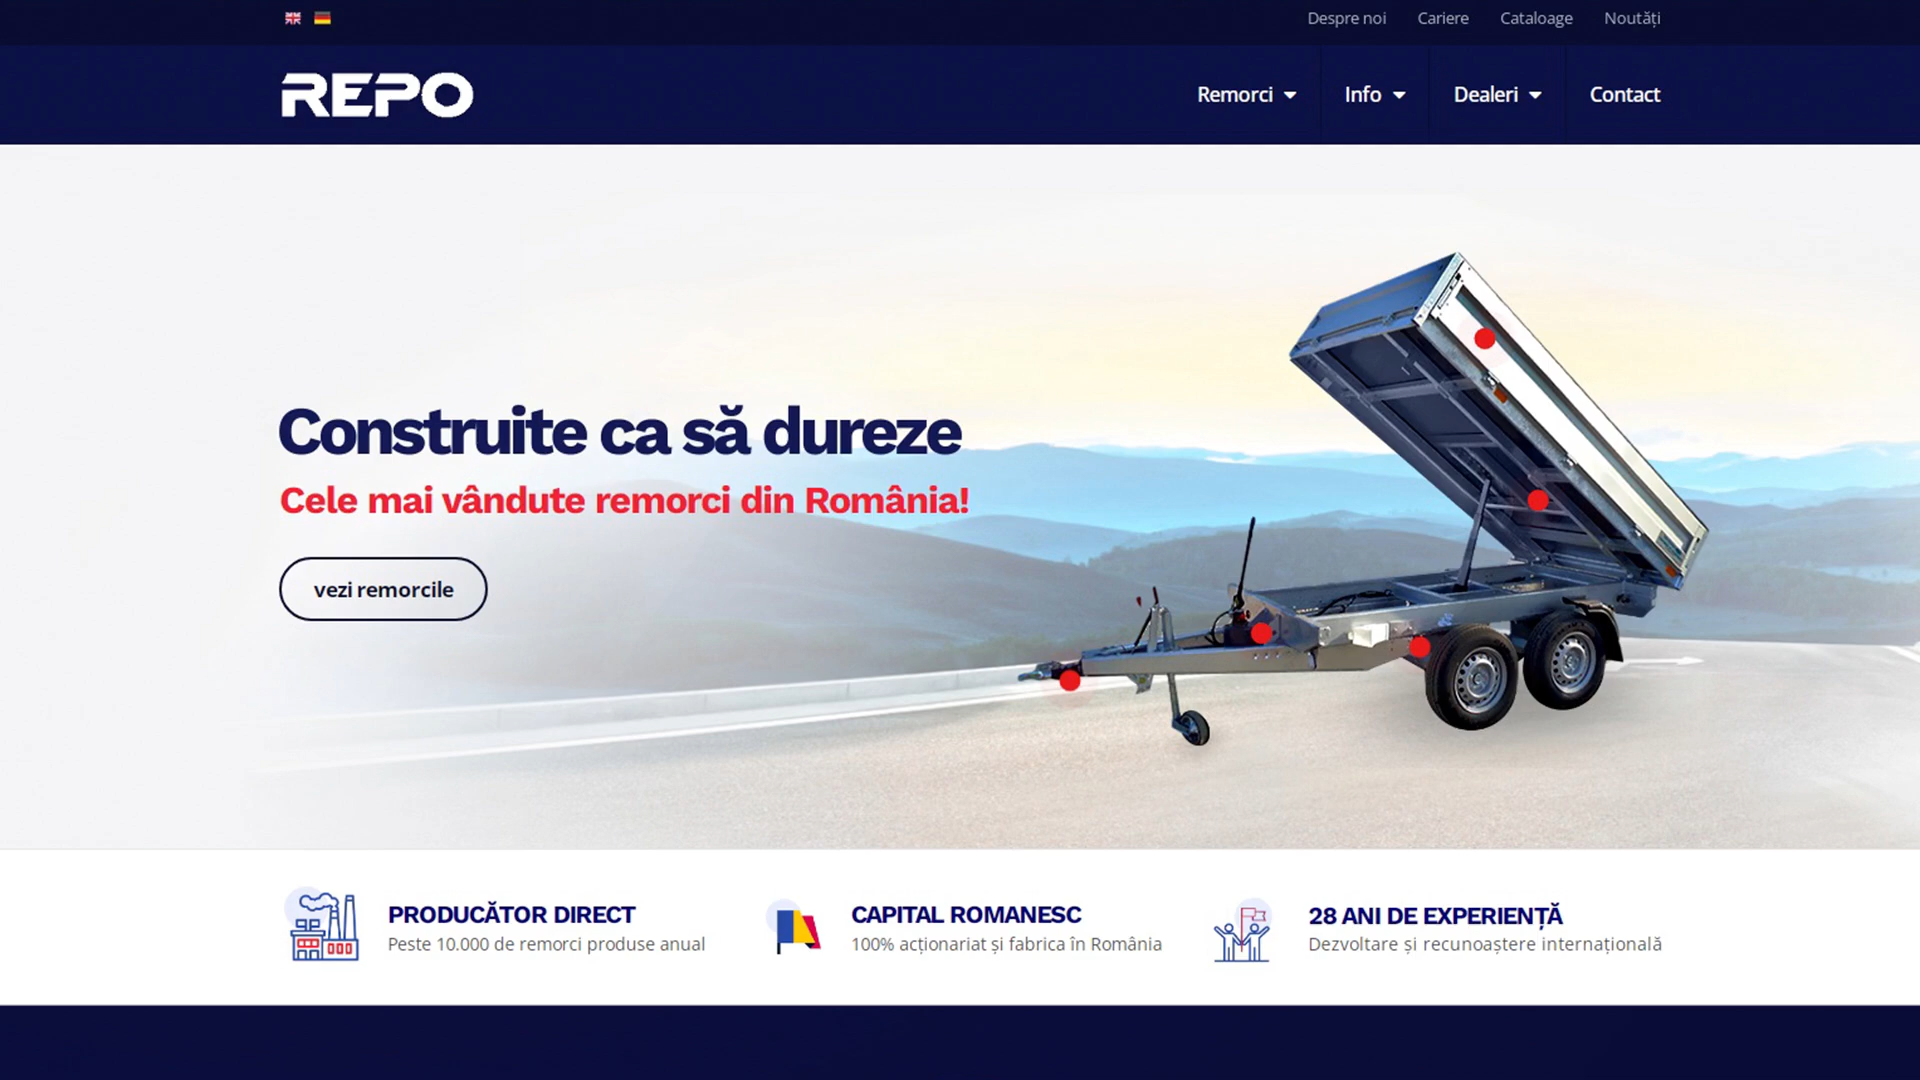 Despre noi Cariere Cataloage Noutăți
REPO
Remorci Info Dealeri Contact
Construite ca să dureze
Cele mai vândute remorci din România!
vezi remorcile
PRODUCĂTOR DIRECT
Peste 10.000 de remorci produse anual
CAPITAL ROMANESC
100% acționariat și fabrica în România
28 ANI DE EXPERIENȚĂ
Dezvoltare și recunoaștere internațională